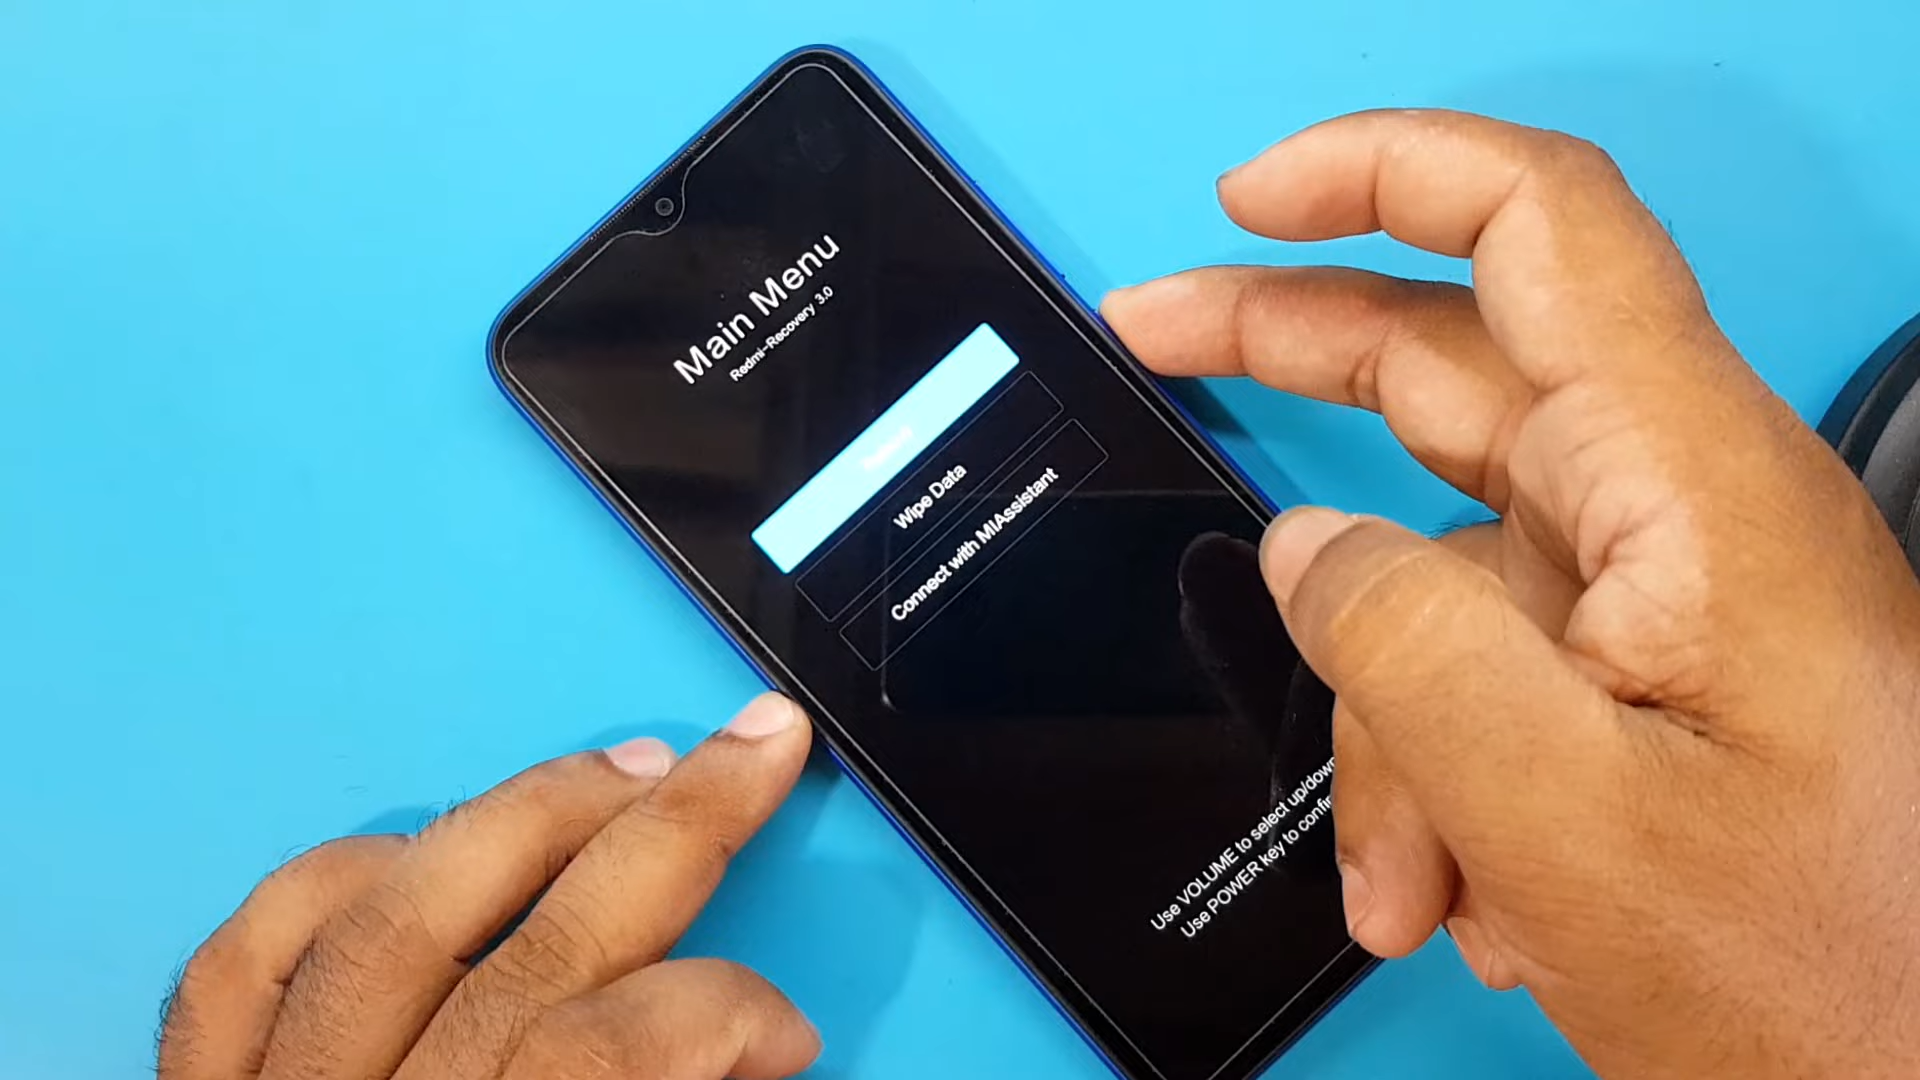 Main Menu
Redmi-Recovery 3.0
Wipe Data
Connect with MIAssistant
Use VOLUME to select up/down
Use POWER key to